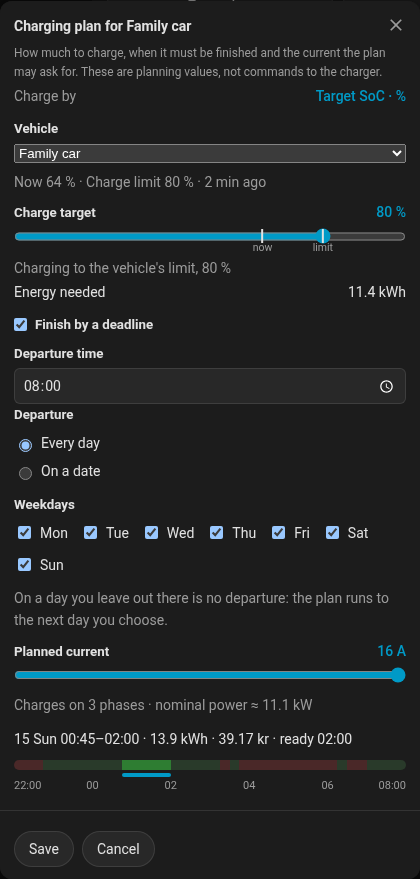 Charging plan for Family car
How much to charge, when it must be finished and the current the plan
may ask for. These are planning values, not commands to the charger.
Charge by Target SoC · %
Vehicle
Family car
Now 64 % · Charge limit 80 % · 2 min ago
Charge target 80 %
now limit
Charging to the vehicle's limit, 80 %
Energy needed 11.4 kWh
Finish by a deadline
Departure time
08:00
Departure
Every day
On a date
Weekdays
Mon Tue Wed Thu Fri Sat
Sun
On a day you leave out there is no departure: the plan runs to
the next day you choose.
Planned current 16 A
Charges on 3 phases · nominal power ≈ 11.1 kW
15 Sun 00:45–02:00 · 13.9 kWh · 39.17 kr · ready 02:00
22:00 00 02 04 06 08:00
Save Cancel